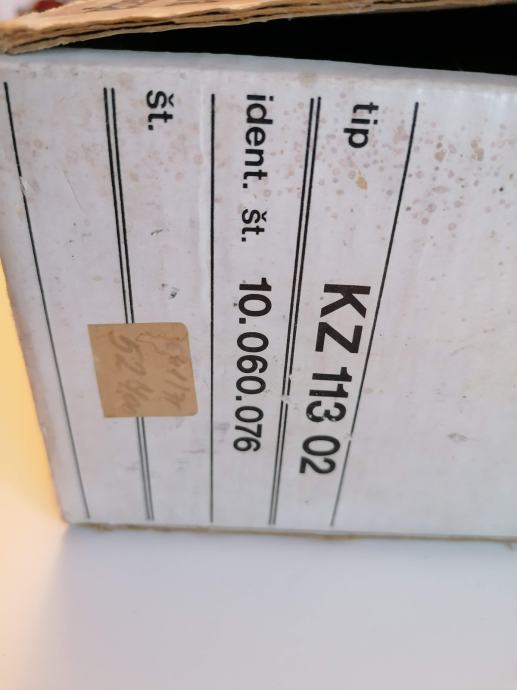 tip KZ 113 02
ident. št. 10.060.076
št.